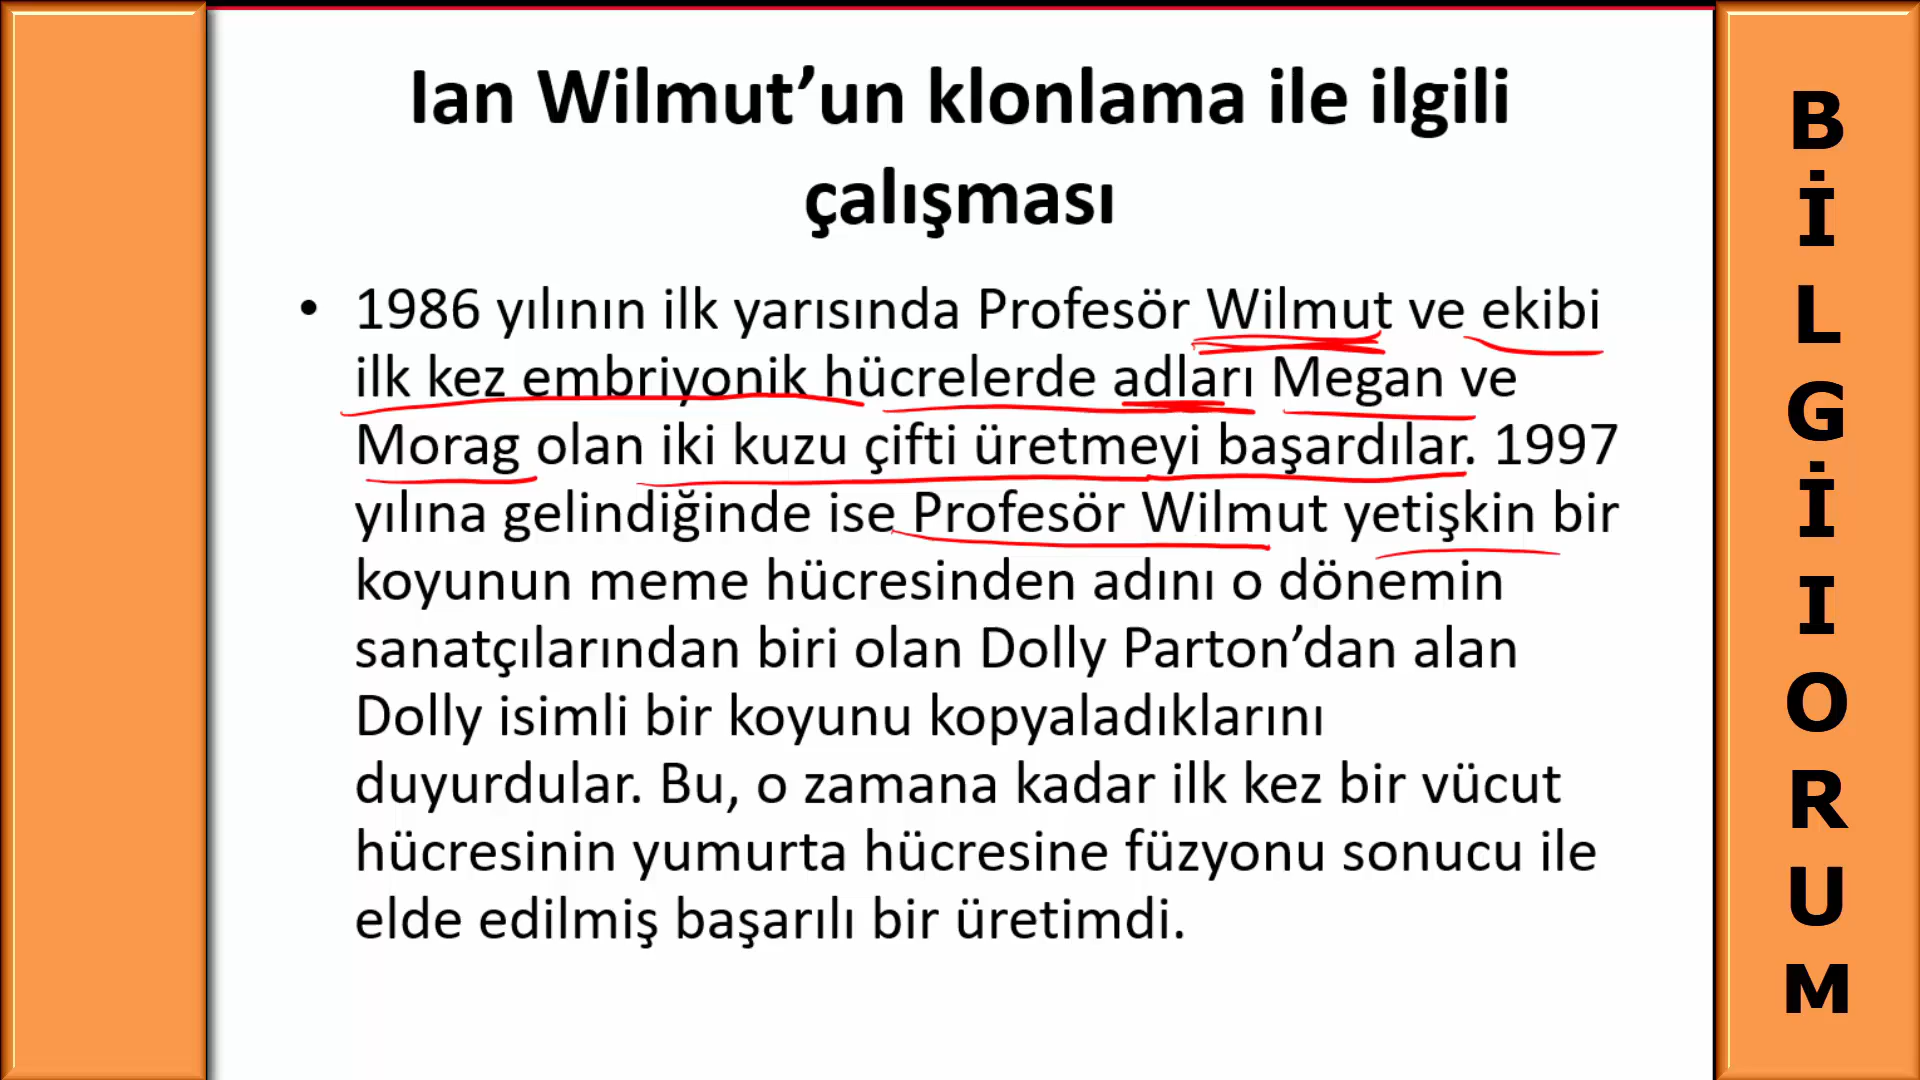 Ian Wilmut’un klonlama ile ilgili
çalışması
• 1986 yılının ilk yarısında Profesör Wilmut ve ekibi
ilk kez embriyonik hücrelerde adları Megan ve
Morag olan iki kuzu çifti üretmeyi başardılar. 1997
yılına gelindiğinde ise Profesör Wilmut yetişkin bir
koyunun meme hücresinden adını o dönemin
sanatçılarından biri olan Dolly Parton’dan alan
Dolly isimli bir koyunu kopyaladıklarını
duyurdular. Bu, o zamana kadar ilk kez bir vücut
hücresinin yumurta hücresine füzyonu sonucu ile
elde edilmiş başarılı bir üretimdi.
B
İ
L
G
İ
I
O
R
U
M